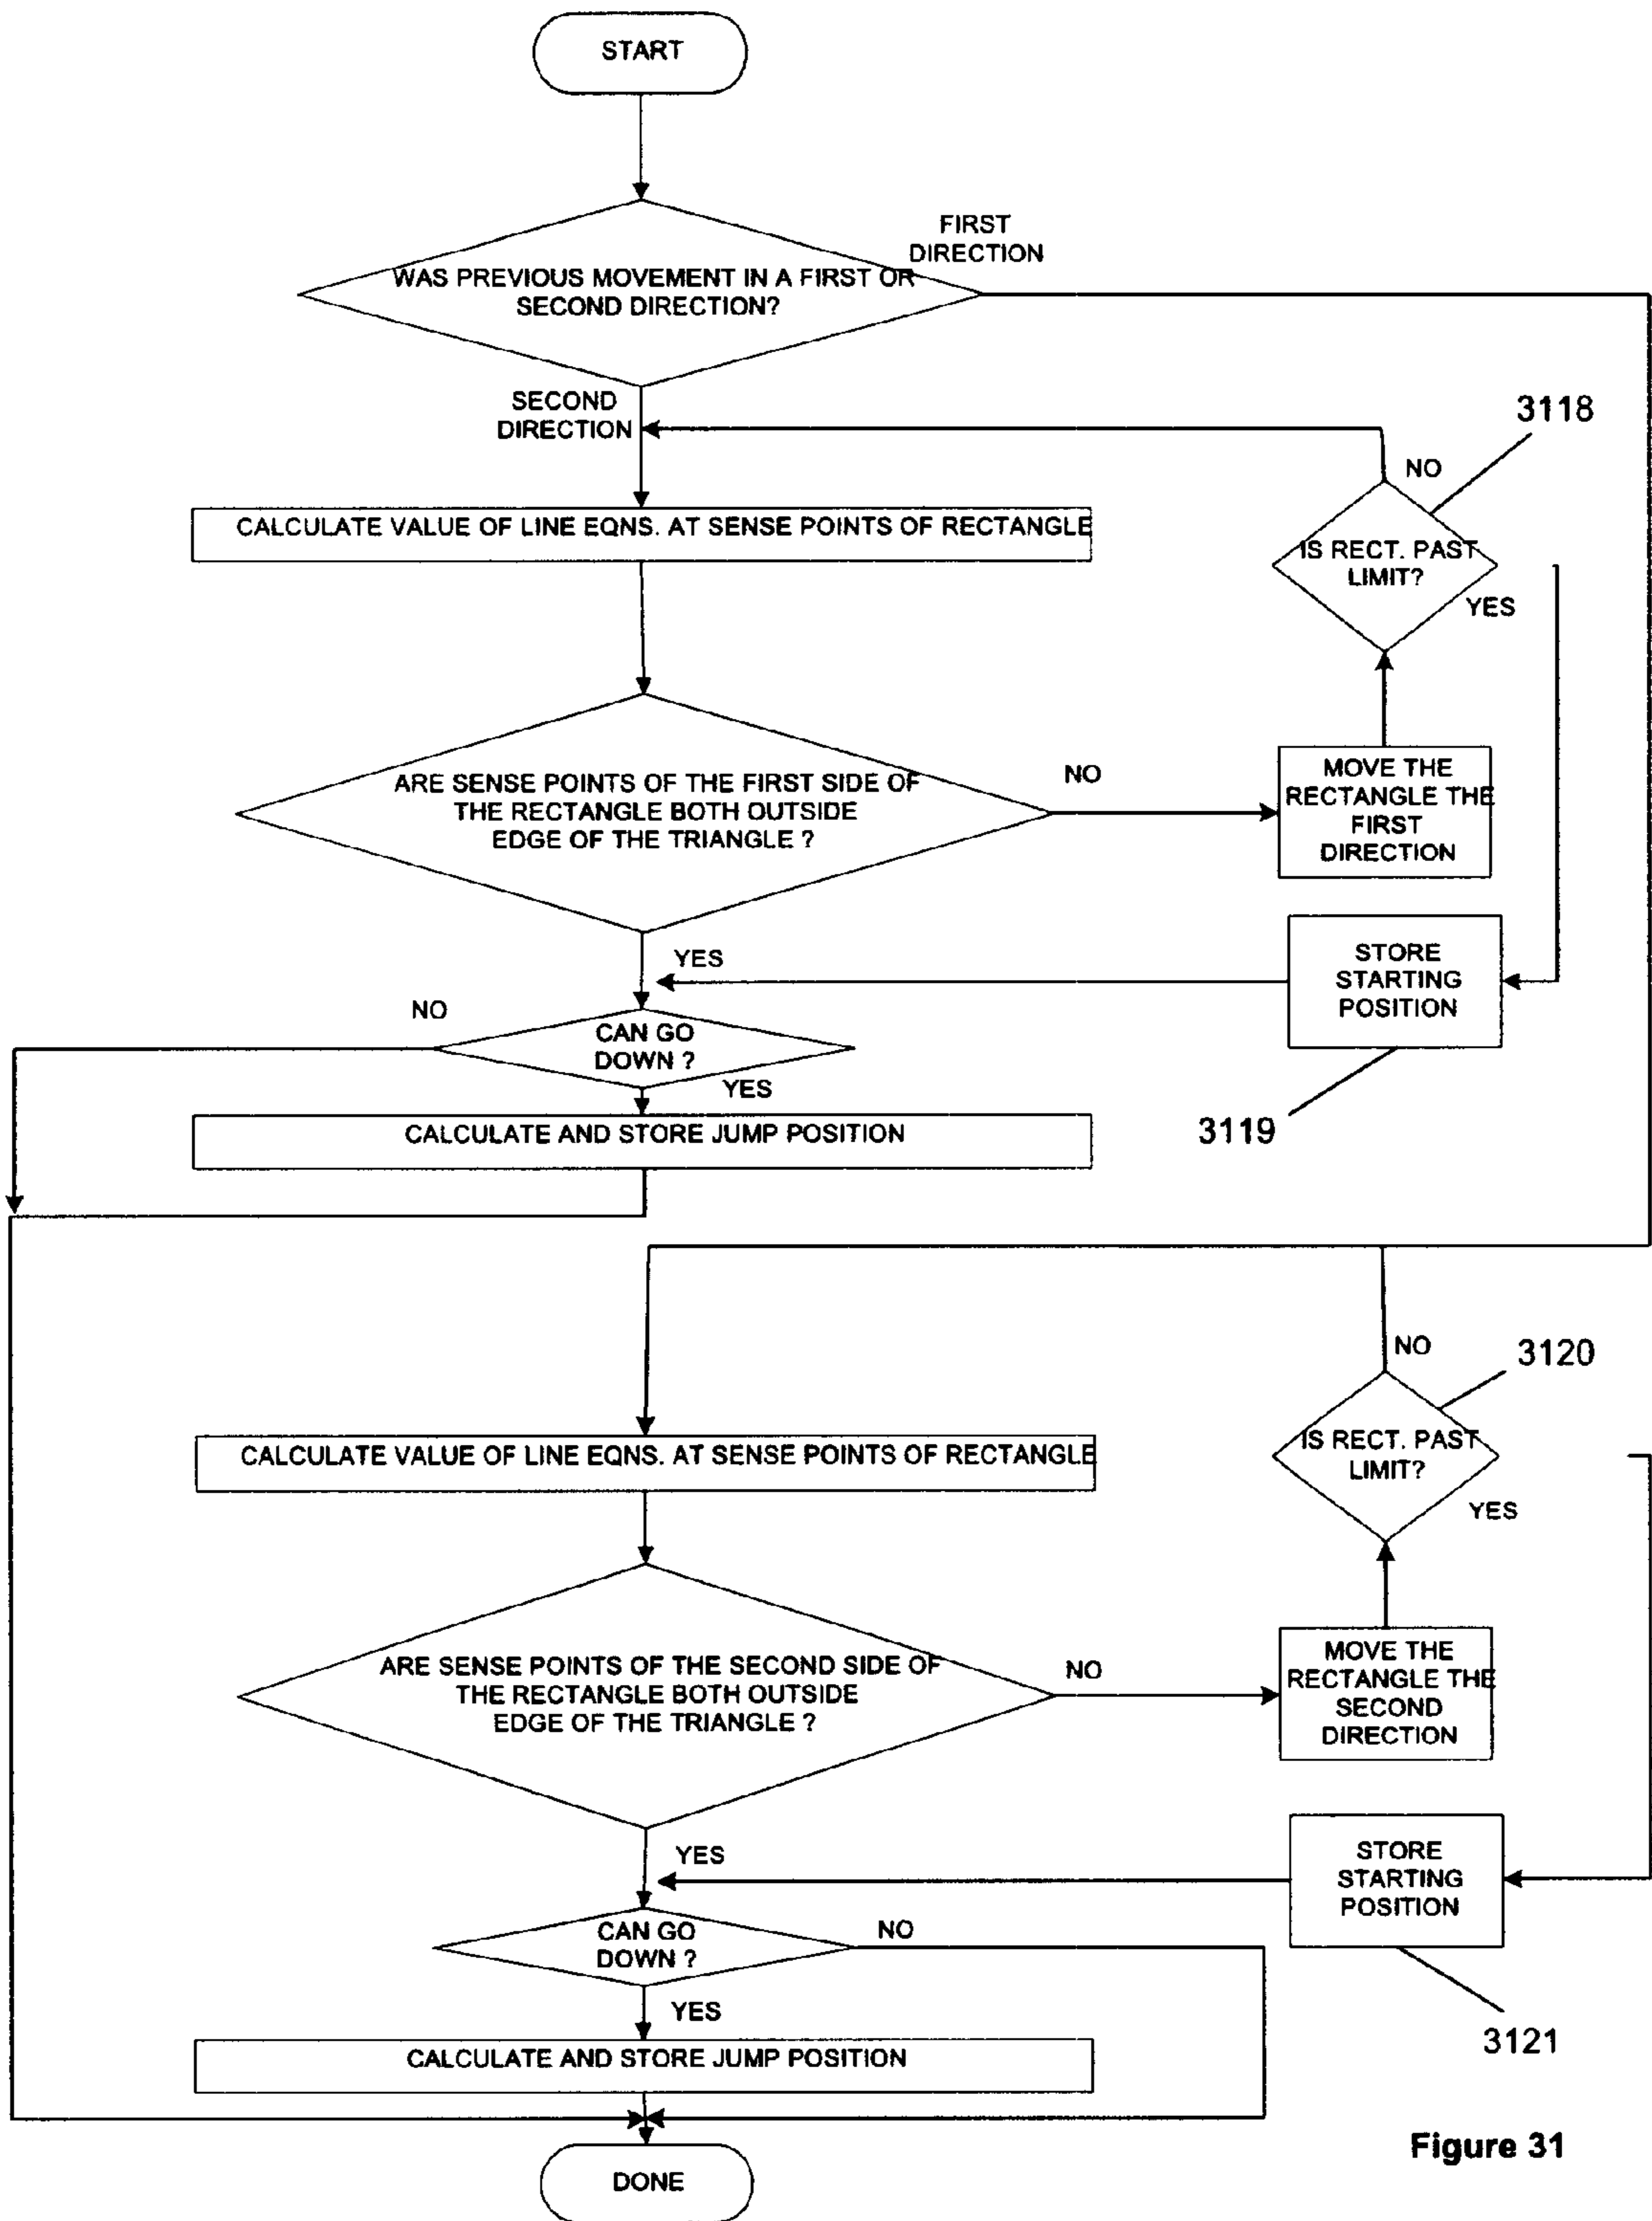 START
FIRST
DIRECTION
WAS PREVIOUS MOVEMENT IN A FIRST OR
SECOND DIRECTION?
SECOND
DIRECTION
3118
NO
CALCULATE VALUE OF LINE EQNS. AT SENSE POINTS OF RECTANGLE
IS RECT. PAST
LIMIT?
YES
ARE SENSE POINTS OF THE FIRST SIDE OF
THE RECTANGLE BOTH OUTSIDE
EDGE OF THE TRIANGLE ?
NO
MOVE THE
RECTANGLE THE
FIRST
DIRECTION
YES
STORE
STARTING
POSITION
NO
CAN GO
DOWN ?
YES
3119
CALCULATE AND STORE JUMP POSITION
NO
3120
CALCULATE VALUE OF LINE EQNS. AT SENSE POINTS OF RECTANGLE
IS RECT. PAST
LIMIT?
YES
ARE SENSE POINTS OF THE SECOND SIDE OF
THE RECTANGLE BOTH OUTSIDE
EDGE OF THE TRIANGLE ?
NO
MOVE THE
RECTANGLE THE
SECOND
DIRECTION
YES
STORE
STARTING
POSITION
CAN GO
DOWN ?
NO
YES
3121
CALCULATE AND STORE JUMP POSITION
Figure 31
DONE